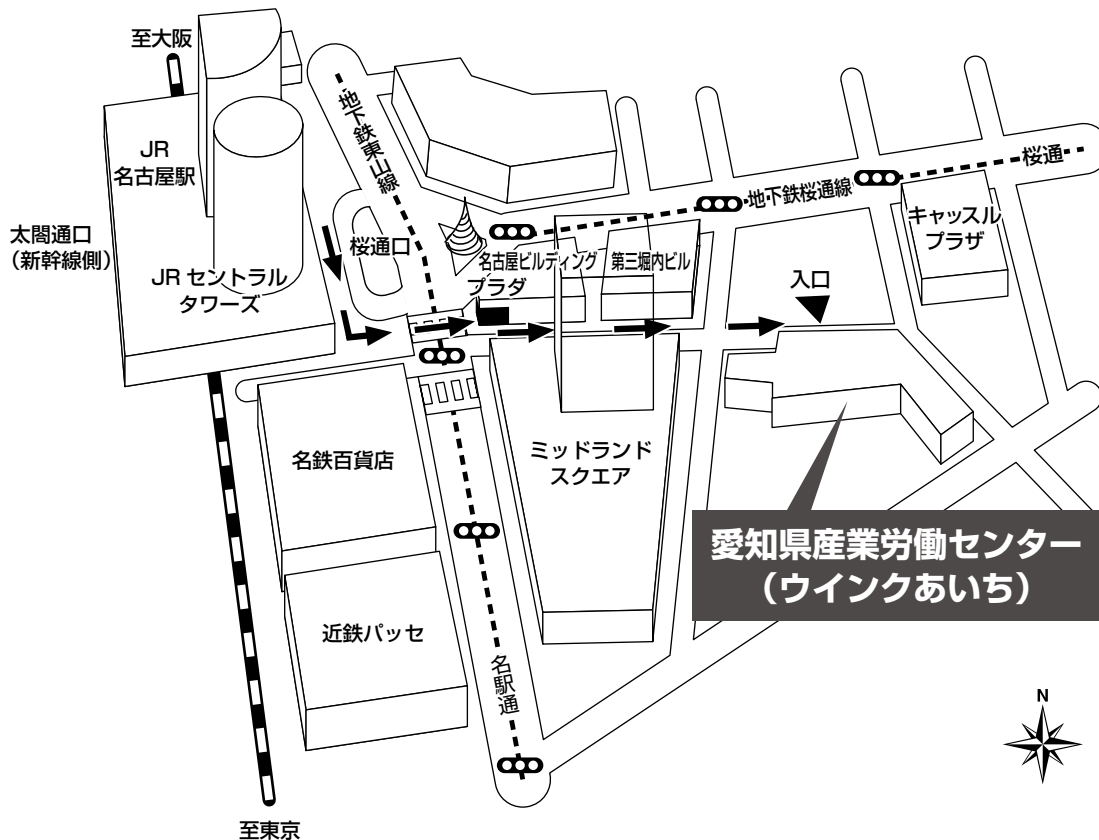 至大阪
JR
名古屋駅
太閤通口
（新幹線側）
JR セントラル
タワーズ
桜通口
地下鉄東山線
地下鉄桜通線
桜通
名古屋ビルディング
プラダ
第三堀内ビル
キャッスル
プラザ
入口
名鉄百貨店
ミッドランド
スクエア
愛知県産業労働センター
（ウインクあいち）
近鉄パッセ
名駅通
N
至東京